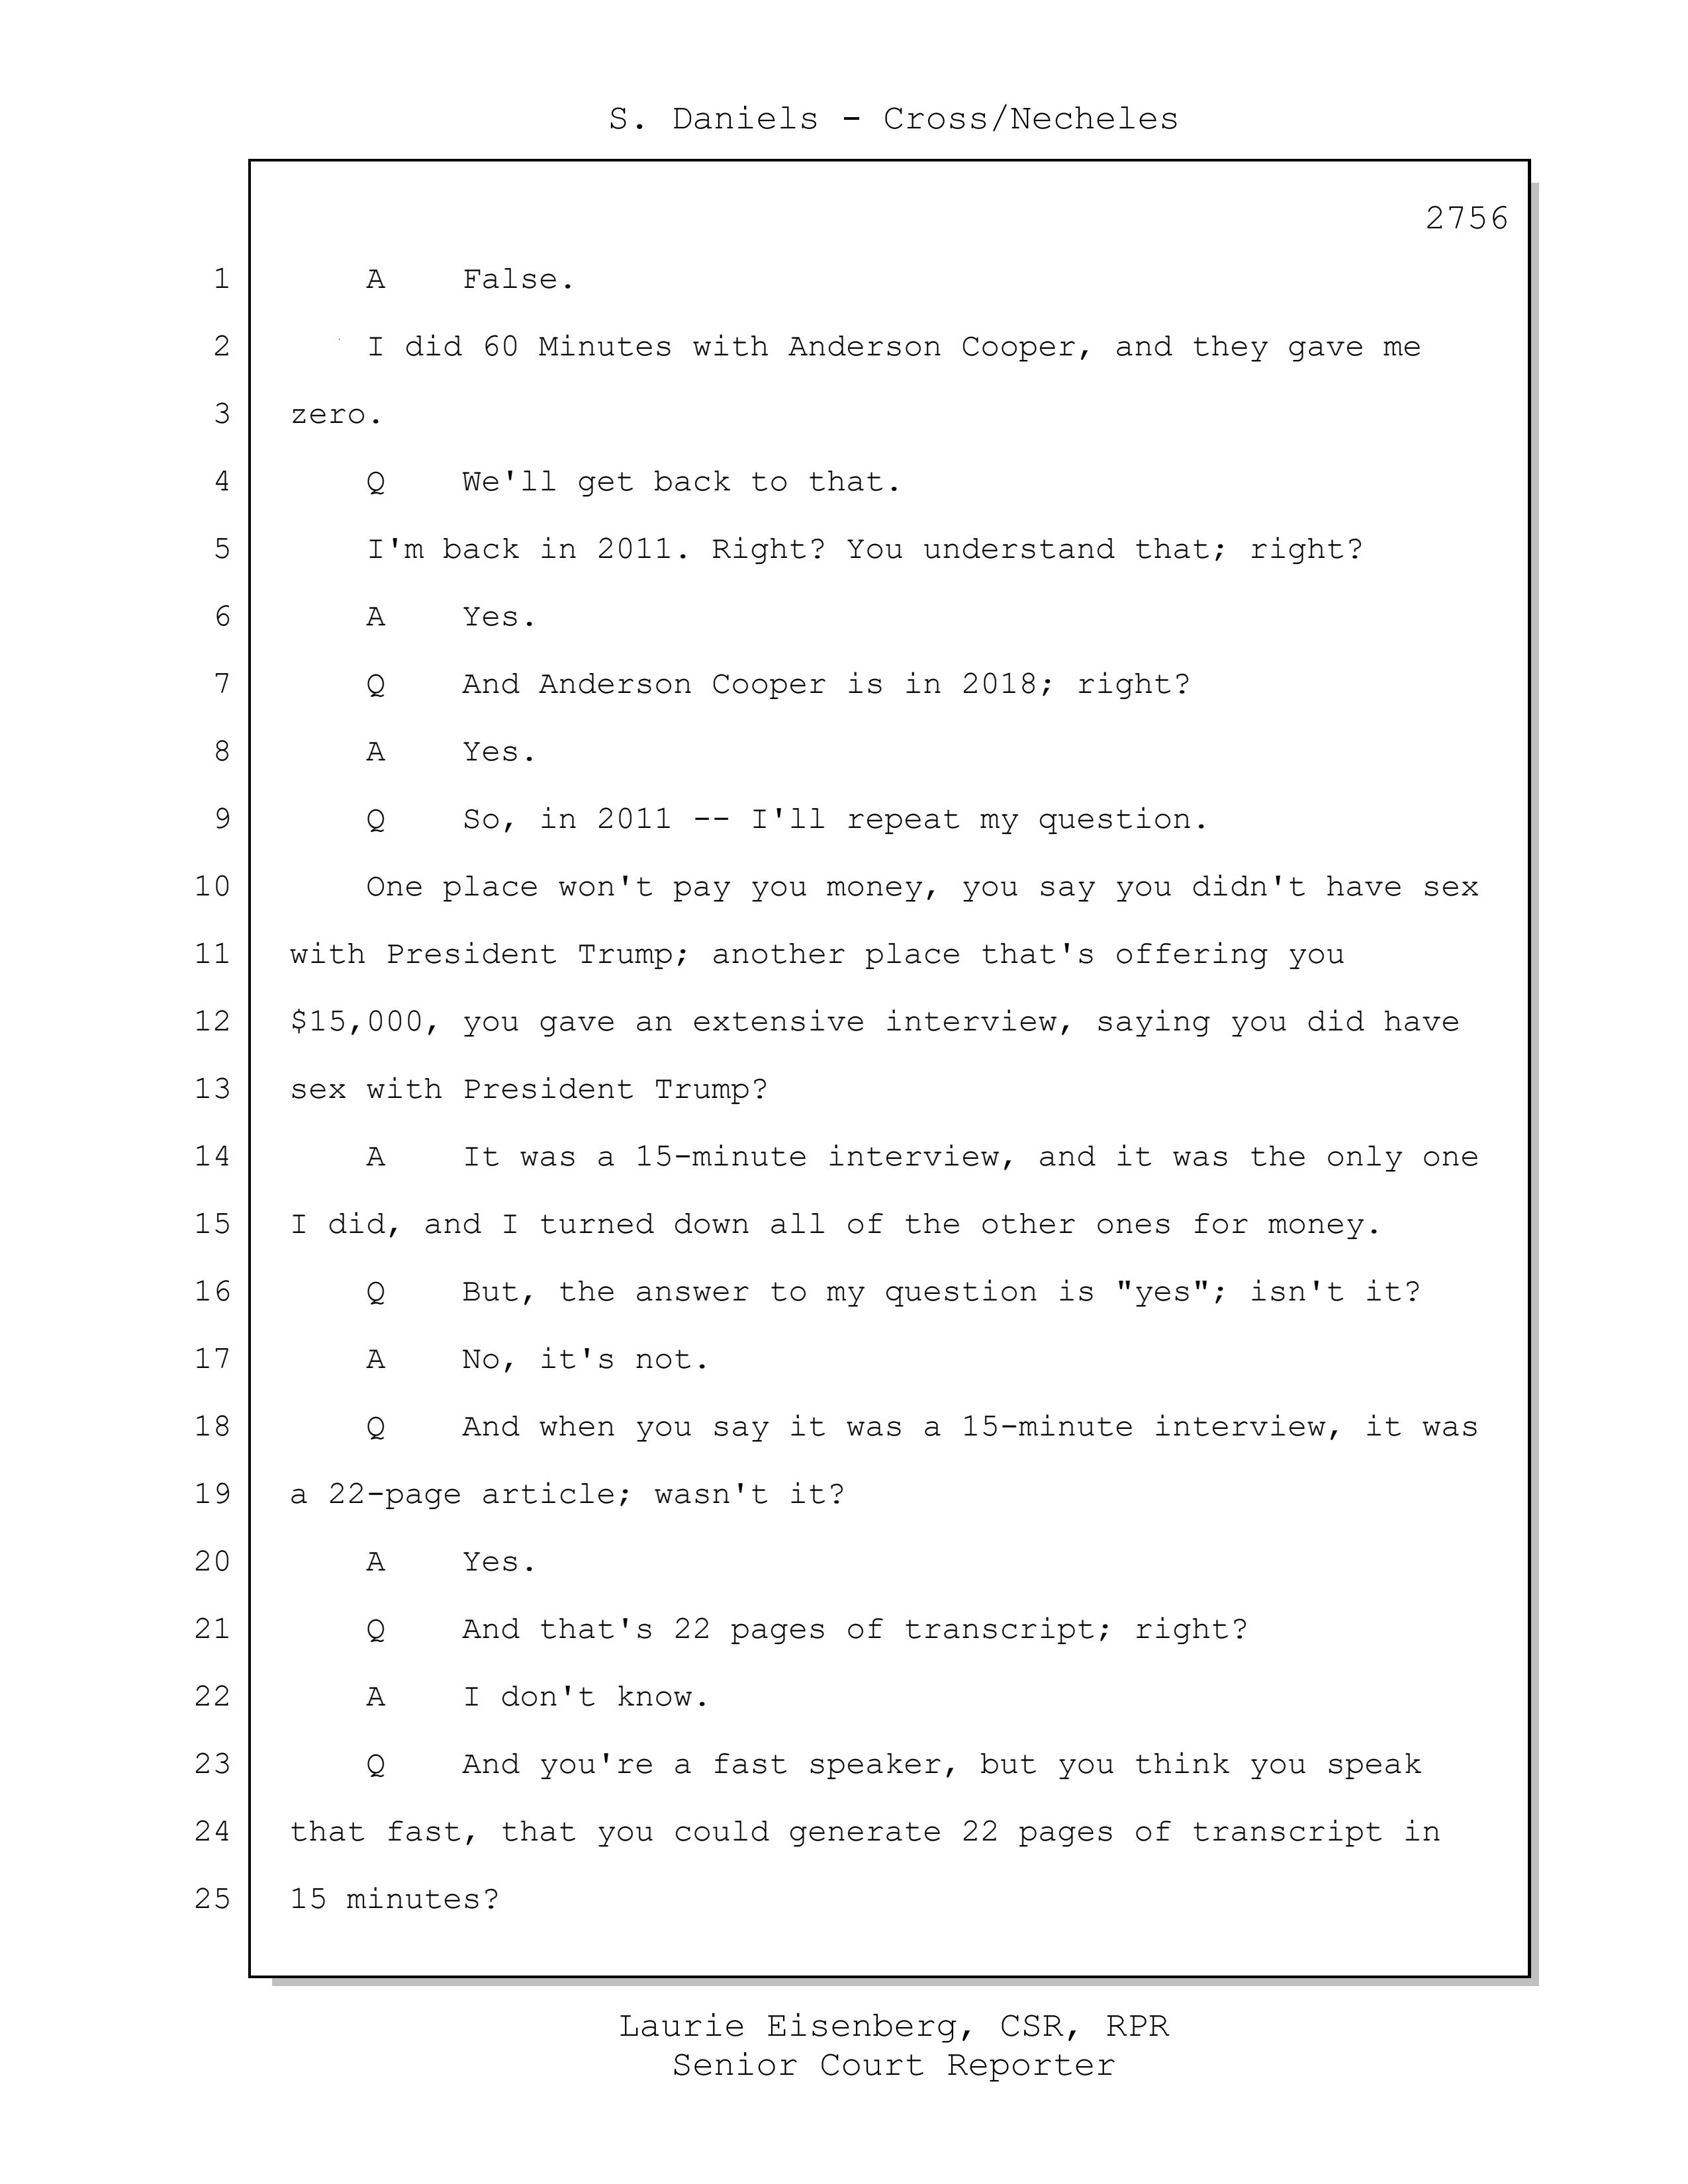 S. Daniels - Cross/Necheles
2756
1 A False.
2 I did 60 Minutes with Anderson Cooper, and they gave me
3 zero.
4 Q We'll get back to that.
5 I'm back in 2011. Right? You understand that; right?
6 A Yes.
7 Q And Anderson Cooper is in 2018; right?
8 A Yes.
9 Q So, in 2011 -- I'll repeat my question.
10 One place won't pay you money, you say you didn't have sex
11 with President Trump; another place that's offering you
12 $15,000, you gave an extensive interview, saying you did have
13 sex with President Trump?
14 A It was a 15-minute interview, and it was the only one
15 I did, and I turned down all of the other ones for money.
16 Q But, the answer to my question is "yes"; isn't it?
17 A No, it's not.
18 Q And when you say it was a 15-minute interview, it was
19 a 22-page article; wasn't it?
20 A Yes.
21 Q And that's 22 pages of transcript; right?
22 A I don't know.
23 Q And you're a fast speaker, but you think you speak
24 that fast, that you could generate 22 pages of transcript in
25 15 minutes?
Laurie Eisenberg, CSR, RPR
Senior Court Reporter